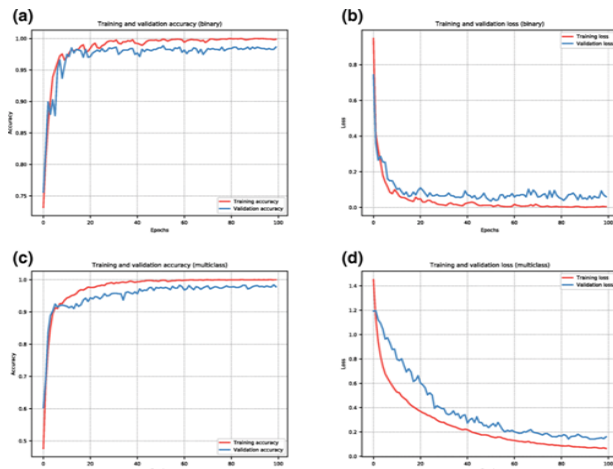 (a)
Training and validation accuracy (binary)
1.00
0.95
0.90
0.85
0.80
0.75
Accuracy
0
20
40
60
80
100
Epochs
Training accuracy
Validation accuracy
(b)
Training and validation loss (binary)
0.8
0.6
0.4
0.2
0.0
Loss
0
20
40
60
80
100
Epochs
Training loss
Validation loss
(c)
Training and validation accuracy (multiclass)
1.0
0.9
0.8
0.7
0.6
0.5
Accuracy
0
20
40
60
80
100
Training accuracy
Validation accuracy
(d)
Training and validation loss (multiclass)
1.4
1.2
1.0
0.8
0.6
0.4
0.2
0.0
Loss
0
20
40
60
80
100
Training loss
Validation loss